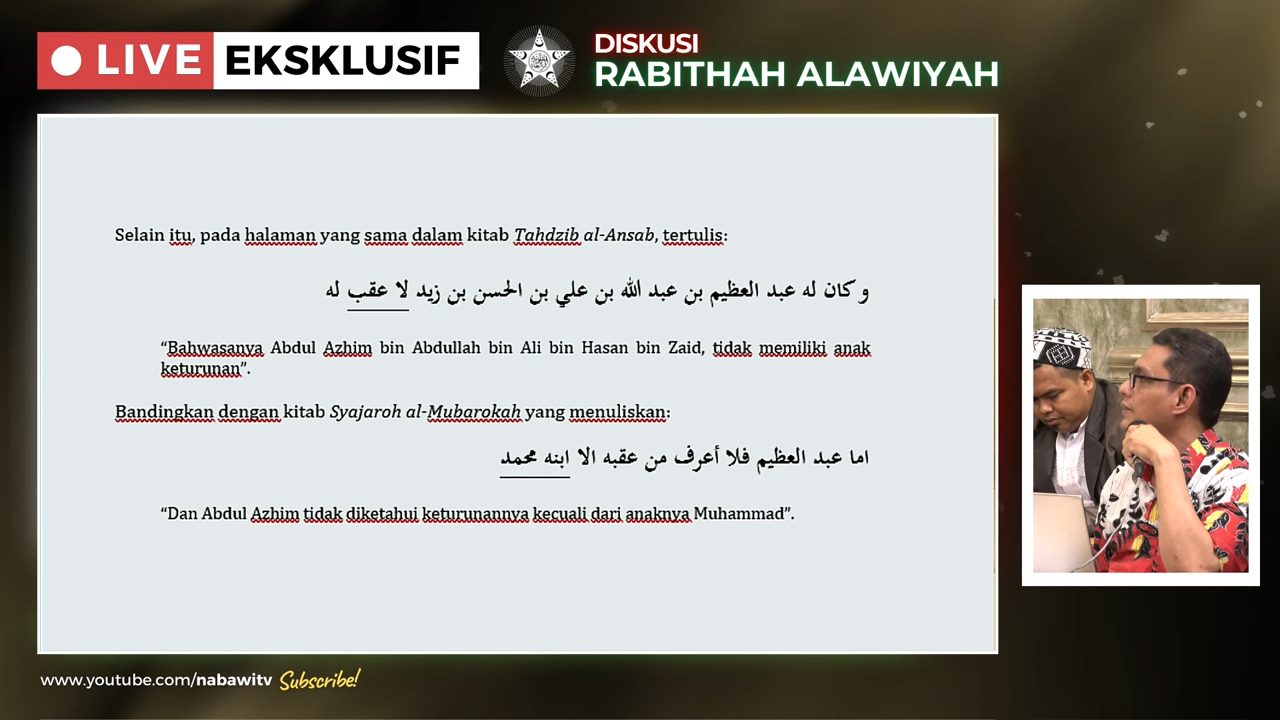 LIVE EKSKLUSIF
DISKUSI
RABITHAH ALAWIYAH
Selain itu, pada halaman yang sama dalam kitab Tahdzib al-Ansab, tertulis:
و كان له عبد العظيم بن عبد الله بن علي بن الحسن بن زيد لا عقب له
“Bahwasanya Abdul Azhim bin Abdullah bin Ali bin Hasan bin Zaid, tidak memiliki anak
keturunan”.
Bandingkan dengan kitab Syajaroh al-Mubarokah yang menuliskan:
اما عبد العظيم فلا أعرف من عقبه الا ابنه محمد
“Dan Abdul Azhim tidak diketahui keturunannya kecuali dari anaknya Muhammad”.
www.youtube.com/nabawitv Subscribe!